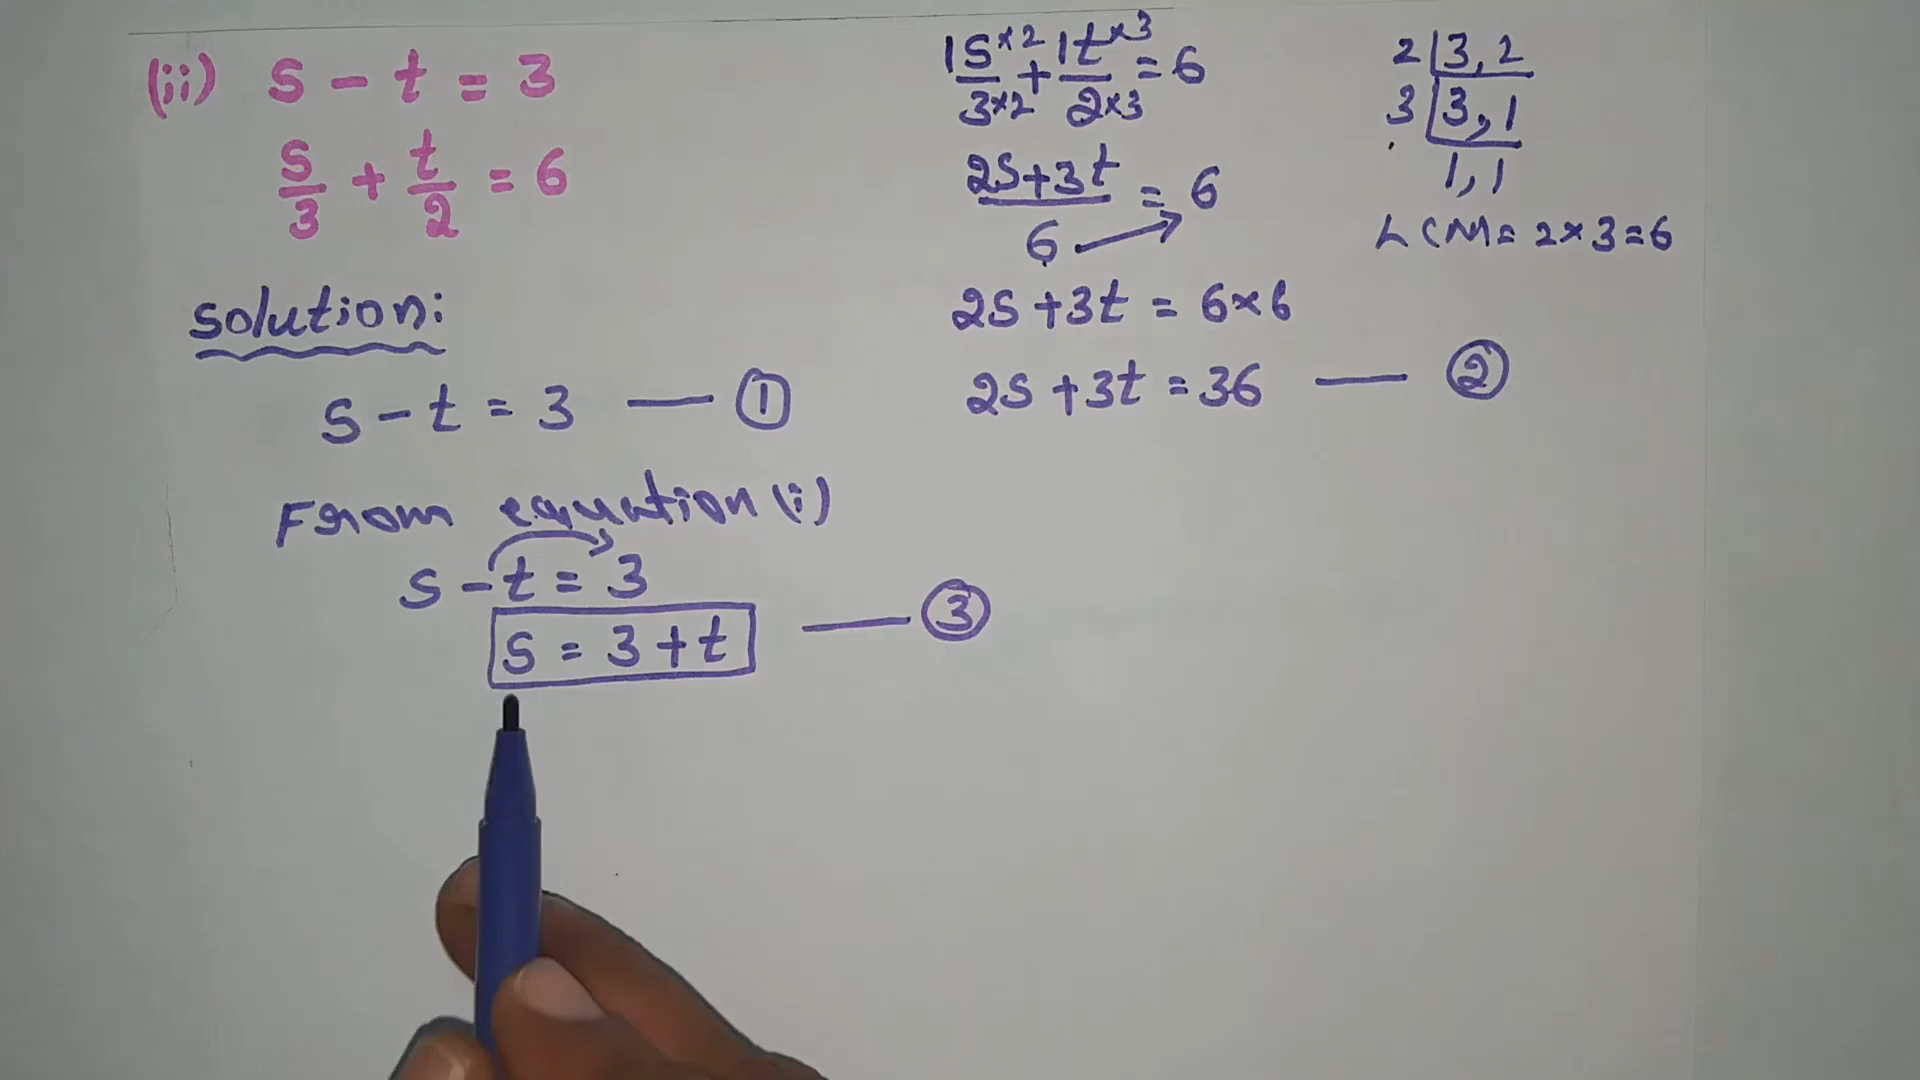 (ii) s - t = 3
s/3 + t/2 = 6
Solution:
s - t = 3 —— ①
From equation (i)
s - t = 3
s = 3 + t —— ③
1s×2/3×2 + 1t×3/2×3 = 6
2s+3t/6 = 6
2s + 3t = 6×6
2s + 3t = 36 —— ②
2 | 3, 2
3 | 3, 1
1, 1
LCM = 2×3=6